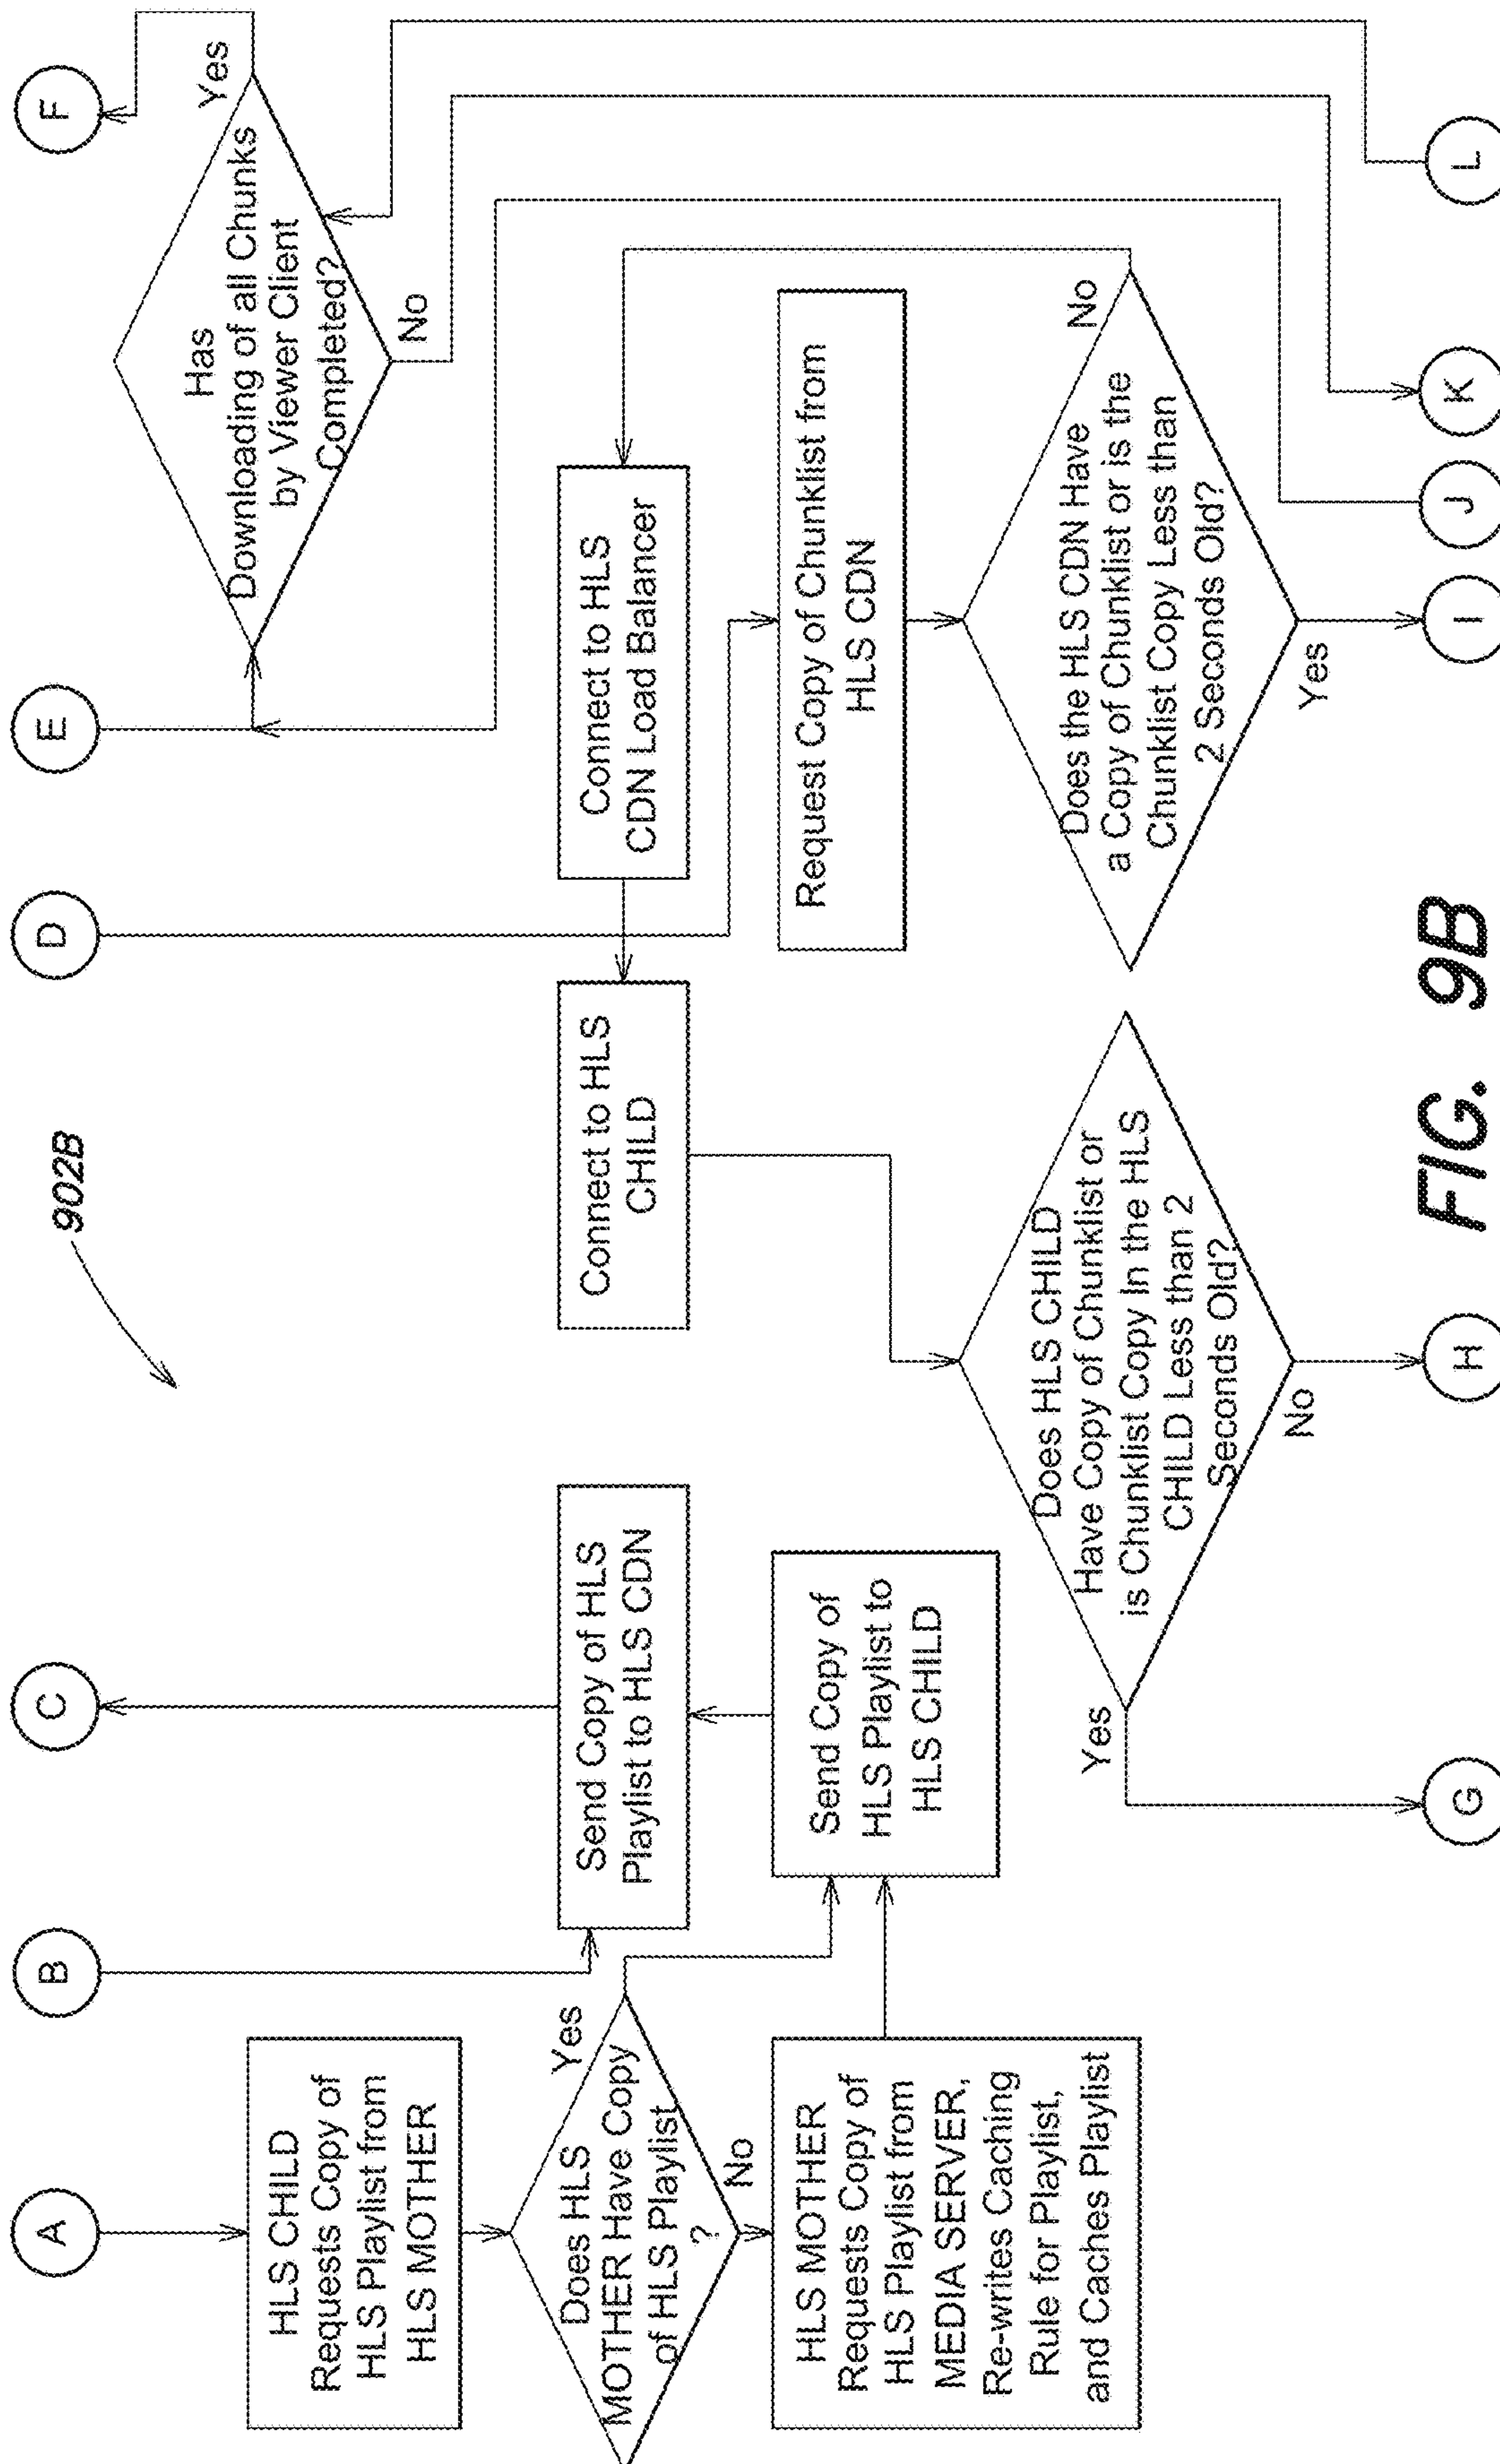 902B
A
B
C
D
E
F
HLS CHILD
Requests Copy of
HLS Playlist from
HLS MOTHER
Does HLS
MOTHER Have Copy
of HLS Playlist
?
Yes
No
HLS MOTHER
Requests Copy of
HLS Playlist from
MEDIA SERVER,
Re-writes Caching
Rule for Playlist,
and Caches Playlist
Send Copy of HLS
Playlist to HLS CDN
Send Copy of
HLS Playlist to
HLS CHILD
Connect to HLS
CHILD
Does HLS CHILD
Have Copy of Chunklist or
is Chunklist Copy In the HLS
CHILD Less than 2
Seconds Old?
Yes
No
Connect to HLS
CDN Load Balancer
Request Copy of Chunklist from
HLS CDN
Does the HLS CDN Have
a Copy of Chunklist or is the
Chunklist Copy Less than
2 Seconds Old?
No
Yes
Has
Downloading of all Chunks
by Viewer Client
Completed?
Yes
No
G
H
I
J
K
L
FIG. 9B